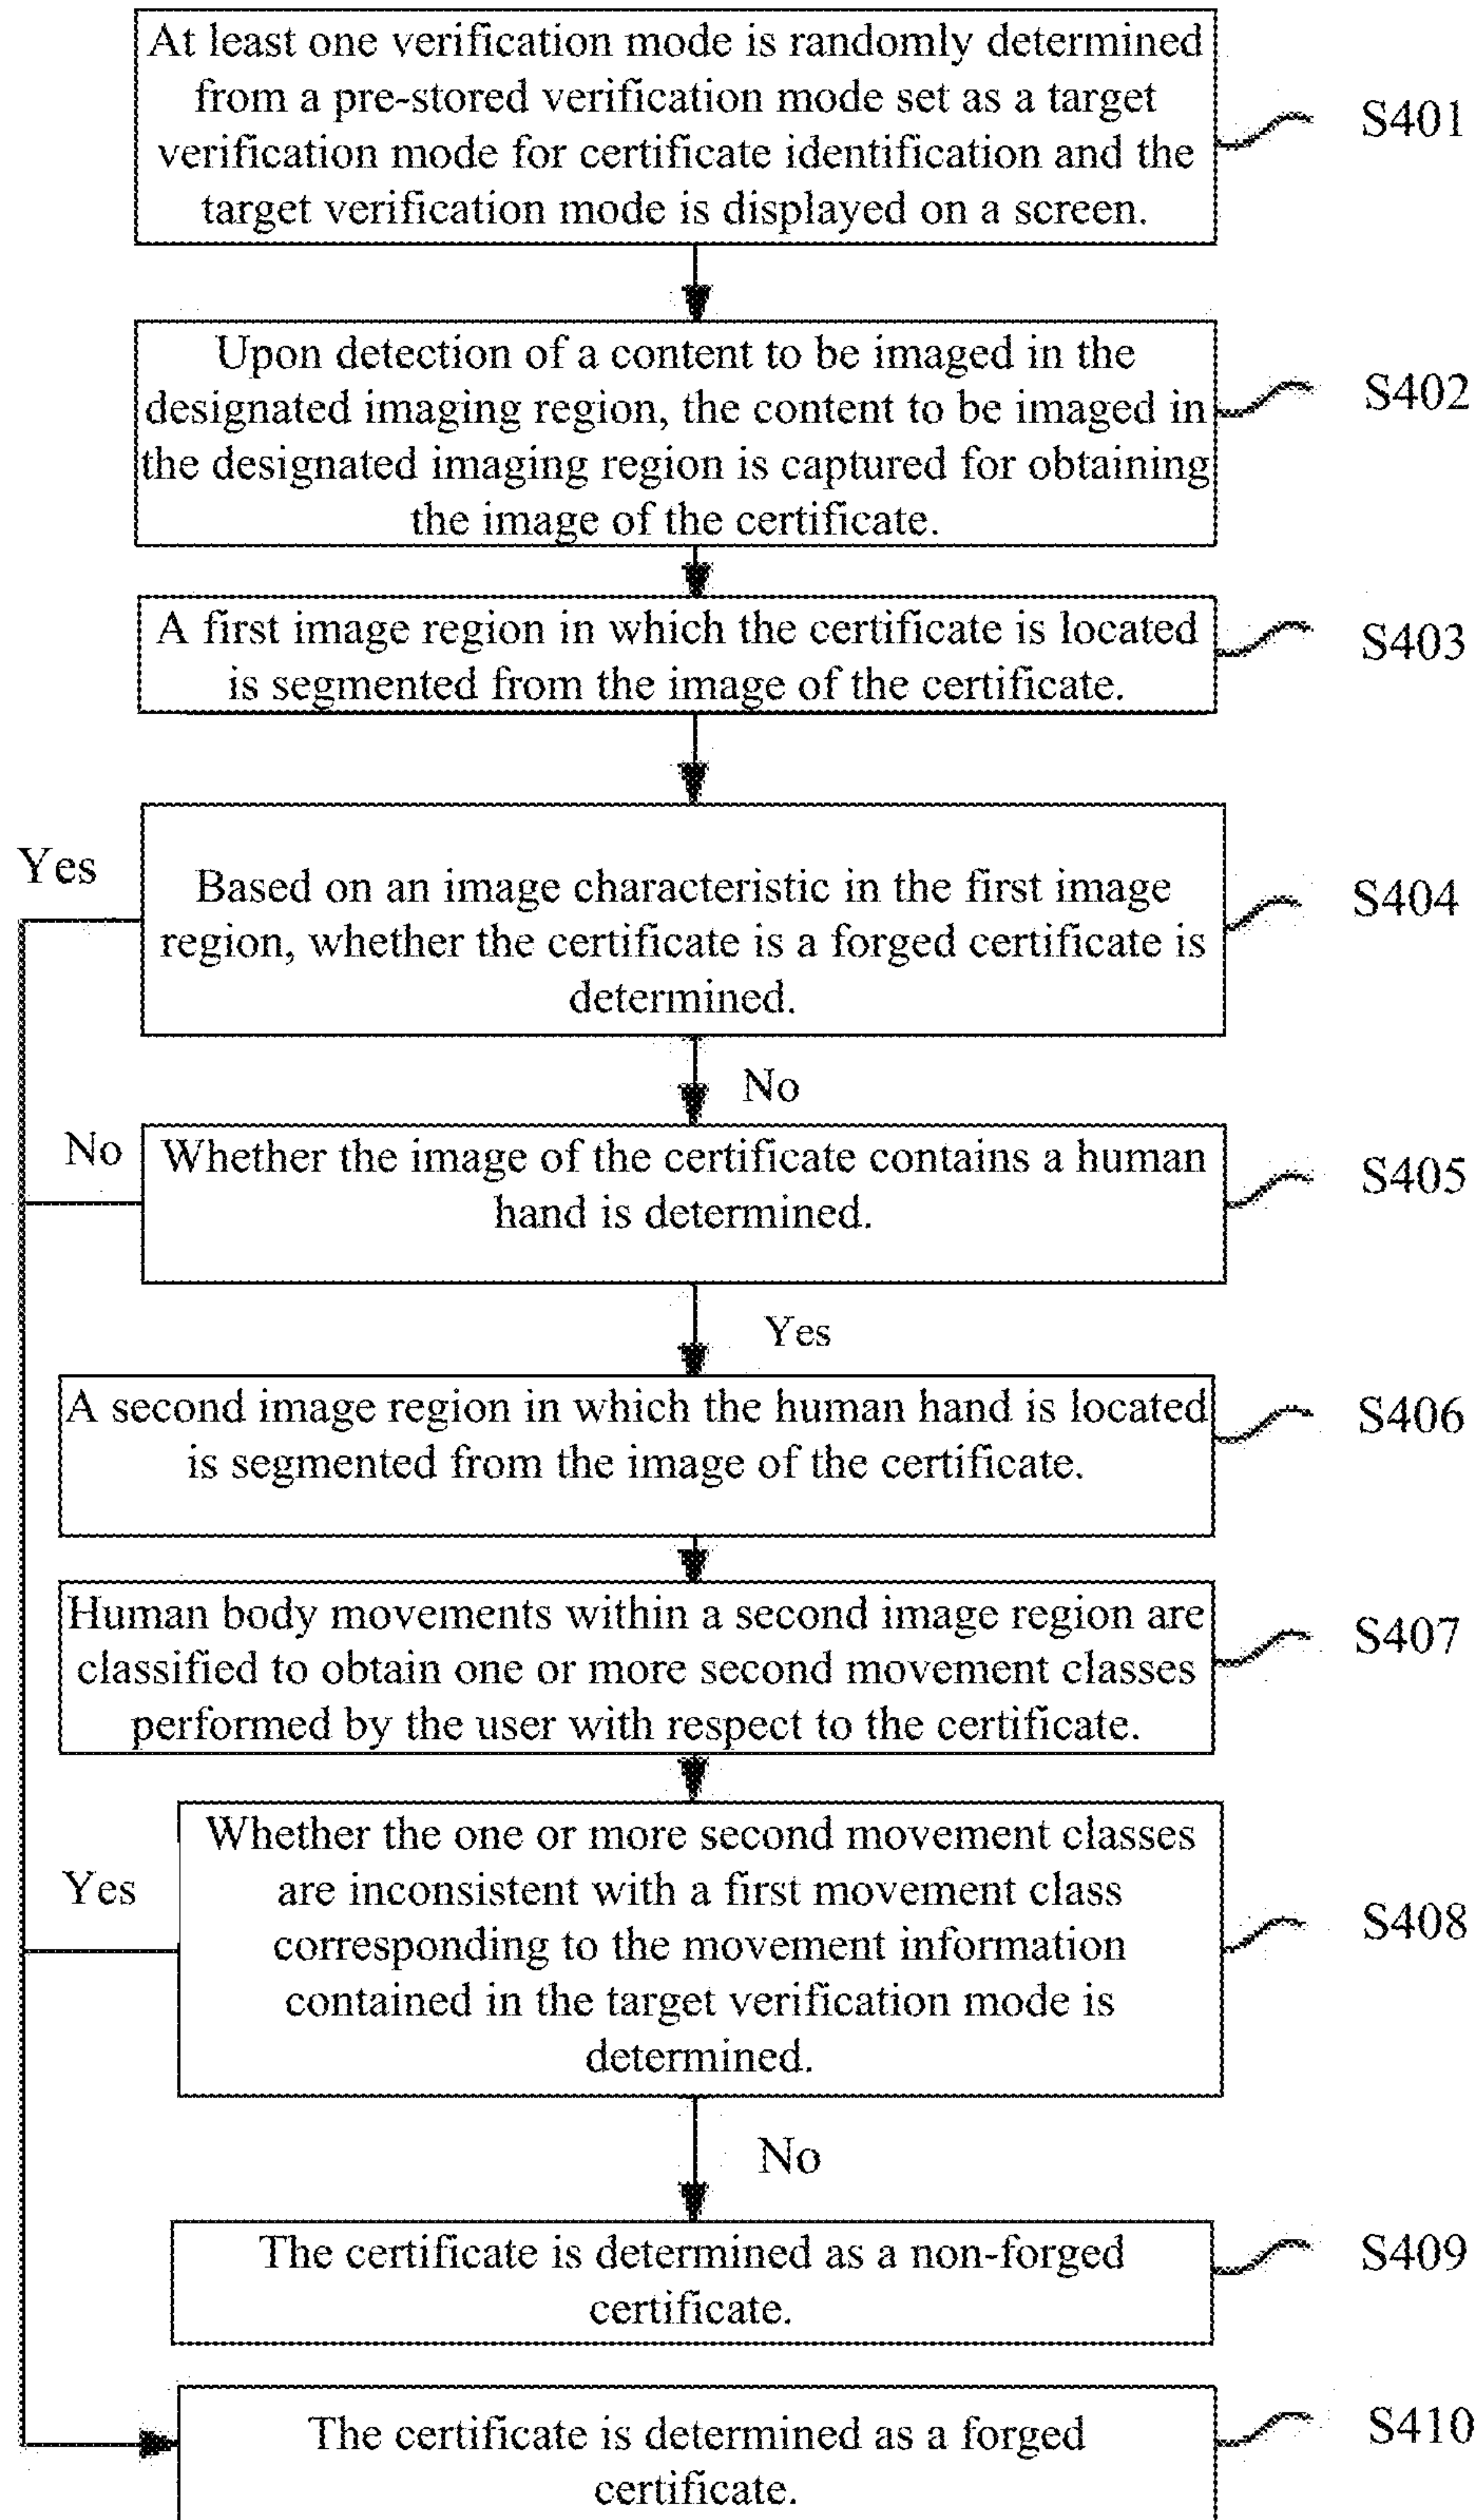 At least one verification mode is randomly determined
from a pre-stored verification mode set as a target
verification mode for certificate identification and the
target verification mode is displayed on a screen.
S401
Upon detection of a content to be imaged in the
designated imaging region, the content to be imaged in
the designated imaging region is captured for obtaining
the image of the certificate.
S402
A first image region in which the certificate is located
is segmented from the image of the certificate.
S403
Yes
Based on an image characteristic in the first image
region, whether the certificate is a forged certificate is
determined.
S404
No
No
Whether the image of the certificate contains a human
hand is determined.
S405
Yes
A second image region in which the human hand is located
is segmented from the image of the certificate.
S406
Human body movements within a second image region are
classified to obtain one or more second movement classes
performed by the user with respect to the certificate.
S407
Yes
Whether the one or more second movement classes
are inconsistent with a first movement class
corresponding to the movement information
contained in the target verification mode is
determined.
S408
No
The certificate is determined as a non-forged
certificate.
S409
The certificate is determined as a forged
certificate.
S410